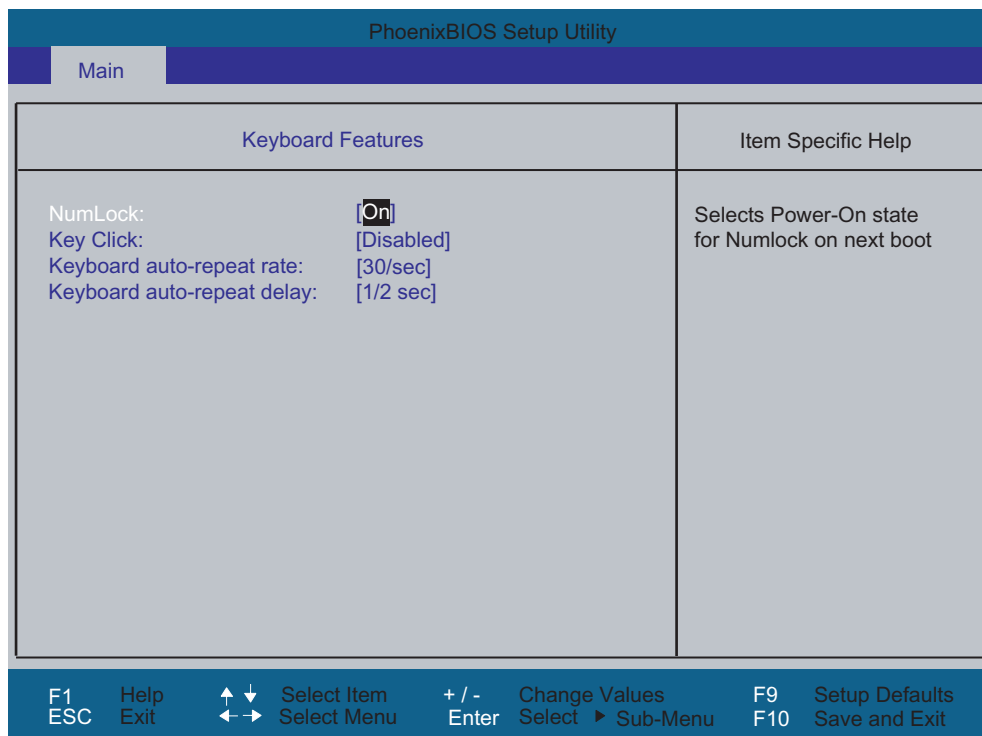 PhoenixBIOS Setup Utility
Main
Keyboard Features
Item Specific Help
NumLock: [On]
Key Click: [Disabled]
Keyboard auto-repeat rate: [30/sec]
Keyboard auto-repeat delay: [1/2 sec]
Selects Power-On state
for Numlock on next boot
F1 Help Select Item + / - Change Values F9 Setup Defaults
ESC Exit Select Menu Enter Select Sub-Menu F10 Save and Exit